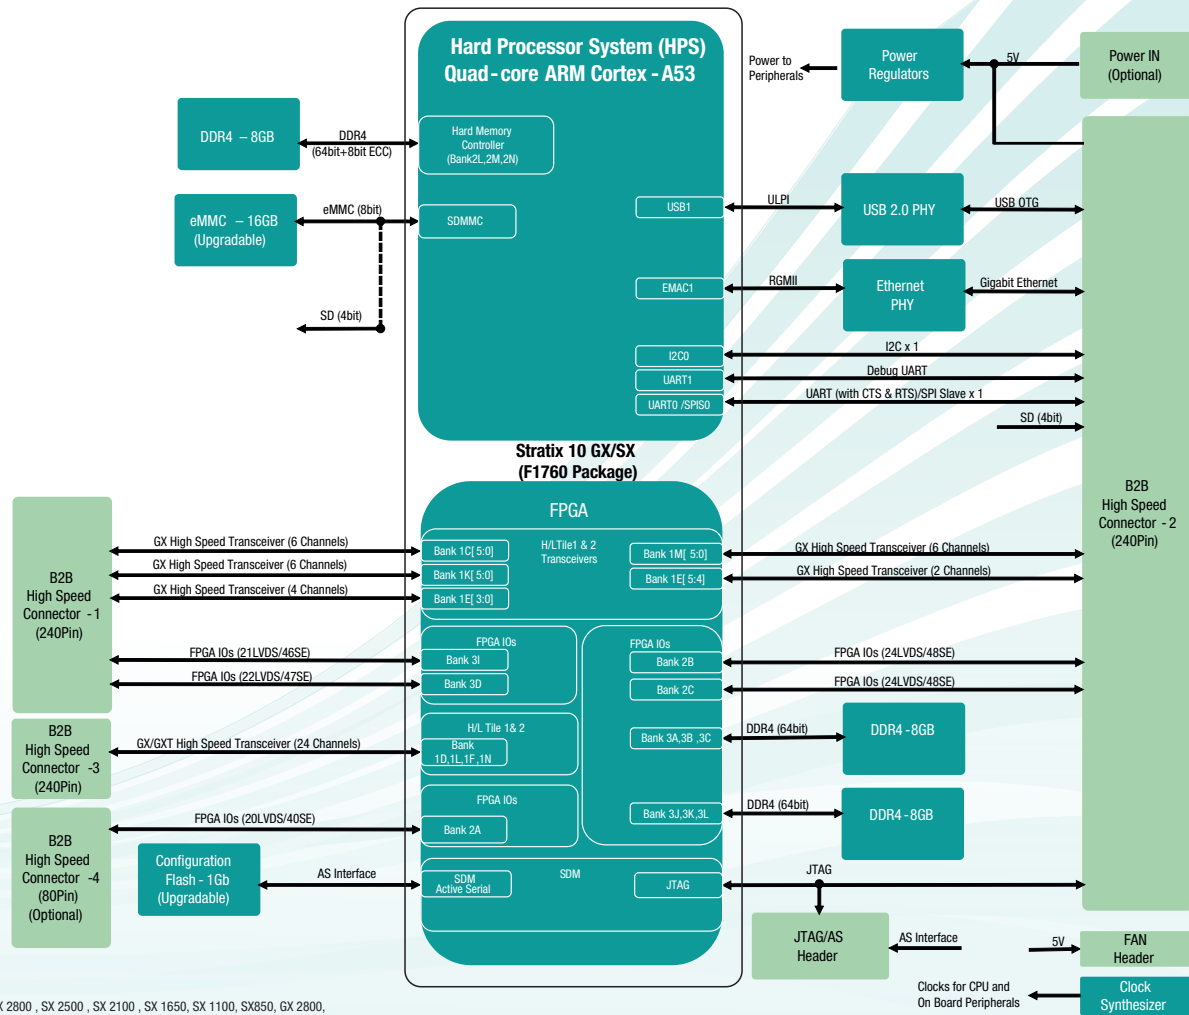 Hard Processor System (HPS)
Quad-core ARM Cortex -A53
Power to
Peripherals
Power
Regulators
5V
Power IN
(Optional)
DDR4 – 8GB
DDR4
(64bit+8bit ECC)
Hard Memory
Controller
(Bank2L,2M,2N)
eMMC – 16GB
(Upgradable)
eMMC (8bit)
SDMMC
SD (4bit)
USB1
ULPI
USB 2.0 PHY
USB OTG
EMAC1
RGMII
Ethernet
PHY
Gigabit Ethernet
I2C0
I2C x 1
UART1
Debug UART
UART0 /SPIS0
UART (with CTS & RTS)/SPI Slave x 1
SD (4bit)
B2B
High Speed
Connector - 2
(240Pin)
Stratix 10 GX/SX
(F1760 Package)
FPGA
H/LTile1 & 2
Transceivers
B2B
High Speed
Connector - 1
(240Pin)
GX High Speed Transceiver (6 Channels)
Bank 1C[ 5:0]
GX High Speed Transceiver (6 Channels)
Bank 1K[ 5:0]
GX High Speed Transceiver (4 Channels)
Bank 1E[ 3:0]
Bank 1M[ 5:0]
GX High Speed Transceiver (6 Channels)
Bank 1E[ 5:4]
GX High Speed Transceiver (2 Channels)
FPGA IOs
FPGA IOs (21LVDS/46SE)
Bank 3I
FPGA IOs (22LVDS/47SE)
Bank 3D
FPGA IOs
Bank 2B
FPGA IOs (24LVDS/48SE)
Bank 2C
FPGA IOs (24LVDS/48SE)
B2B
High Speed
Connector -3
(240Pin)
GX/GXT High Speed Transceiver (24 Channels)
H/L Tile 1& 2
Bank
1D,1L,1F,1N
Bank 3A,3B ,3C
DDR4 (64bit)
DDR4 -8GB
B2B
High Speed
Connector -4
(80Pin)
(Optional)
FPGA IOs (20LVDS/40SE)
FPGA IOs
Bank 2A
Bank 3J,3K,3L
DDR4 (64bit)
DDR4 -8GB
Configuration
Flash - 1Gb
(Upgradable)
AS Interface
SDM
Active Serial
SDM
JTAG
JTAG
JTAG/AS
Header
AS Interface
5V
FAN
Header
Clocks for CPU and
On Board Peripherals
Clock
Synthesizer
X 2800 , SX 2500 , SX 2100 , SX 1650, SX 1100, SX850, GX 2800,